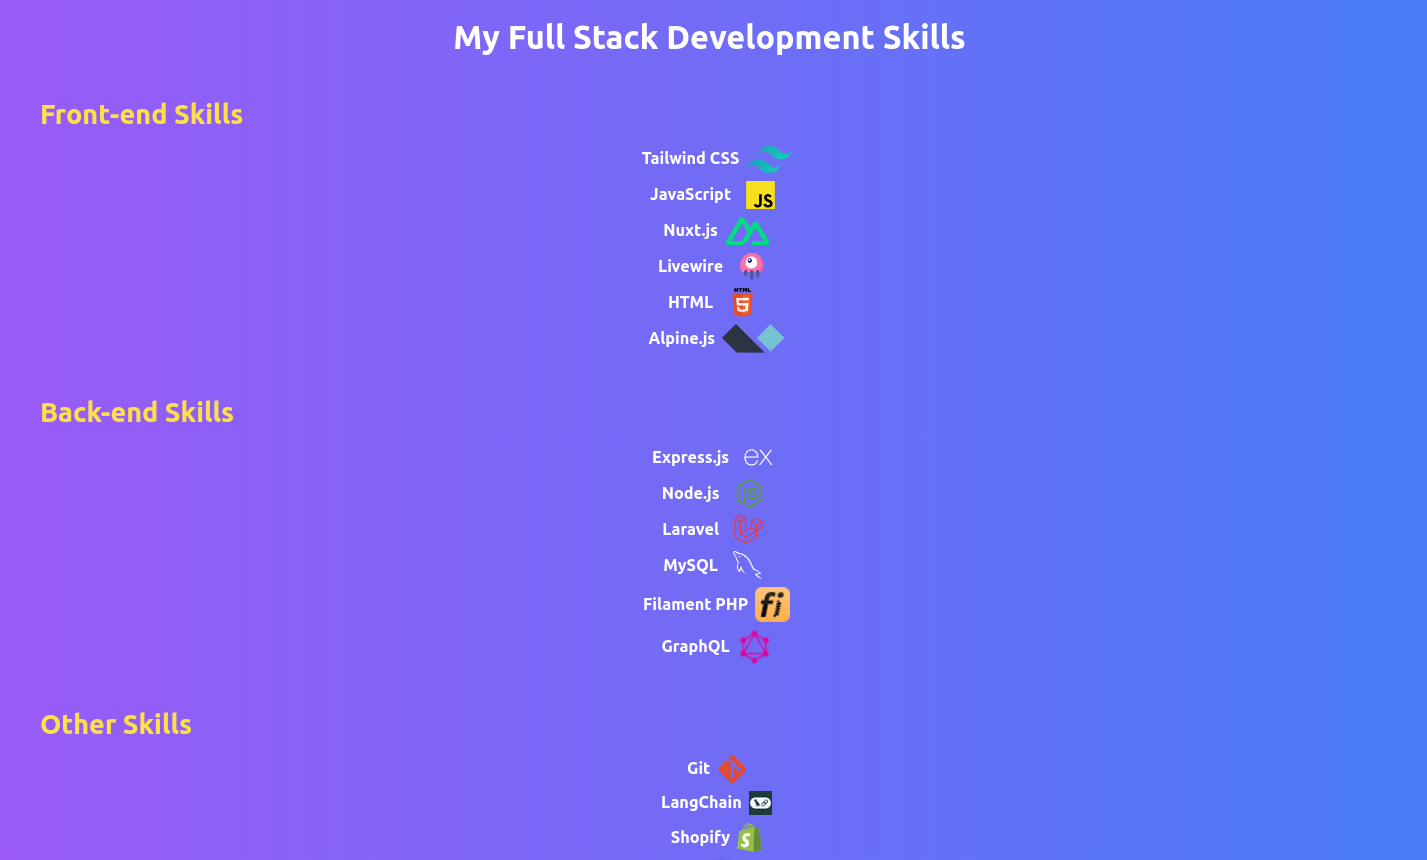 My Full Stack Development Skills
Front-end Skills
Tailwind CSS
JavaScript JS
Nuxt.js
Livewire
HTML HTML 5
Alpine.js
Back-end Skills
Express.js ex
Node.js JS
Laravel
MySQL
Filament PHP fi
GraphQL
Other Skills
Git
LangChain
Shopify S